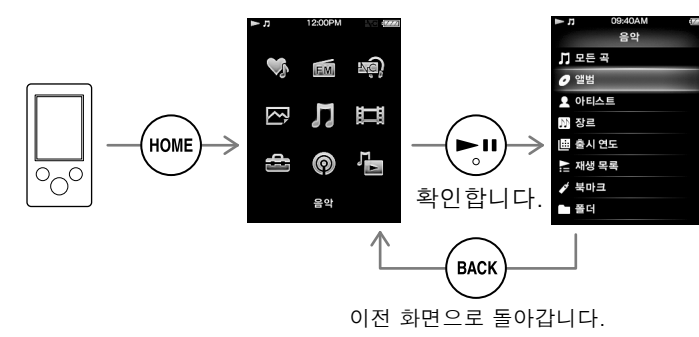 12:00PM
FM
NC
음악
HOME
확인합니다.
09:40AM
음악
모든 곡
앨범
아티스트
장르
출시 연도
재생 목록
북마크
폴더
BACK
이전 화면으로 돌아갑니다.